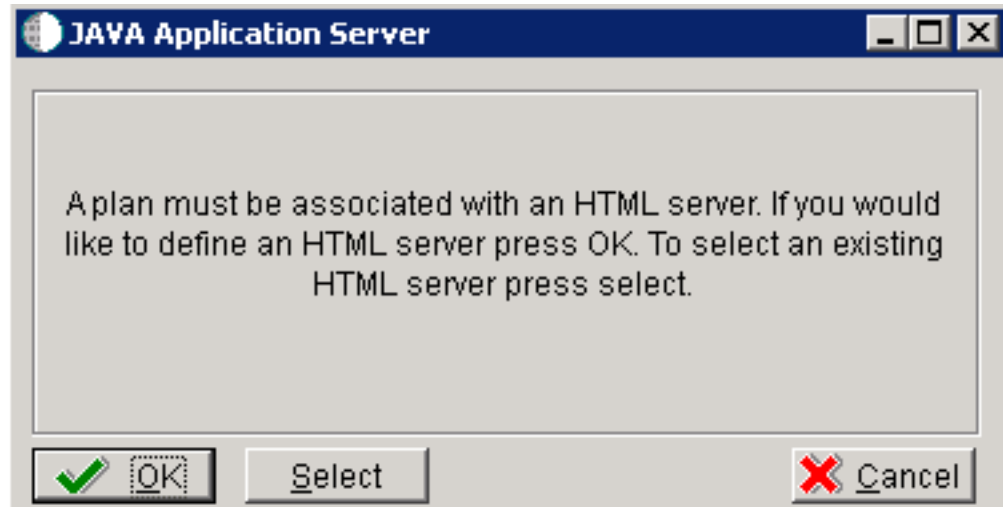 JAVA Application Server
A plan must be associated with an HTML server. If you would
like to define an HTML server press OK. To select an existing
HTML server press select.
OK
Select
Cancel